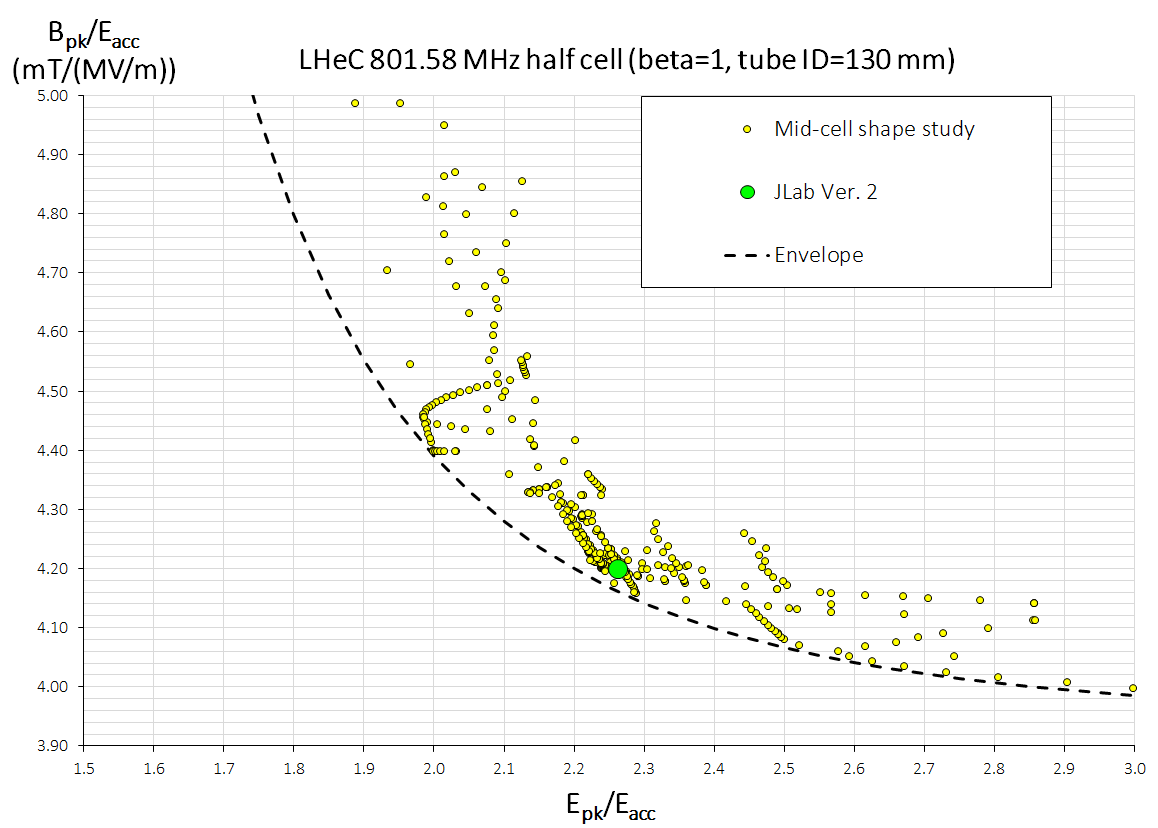 Bpk/Eacc
(mT/(MV/m))
LHeC 801.58 MHz half cell (beta=1, tube ID=130 mm)
Mid-cell shape study
JLab Ver. 2
Envelope
5.00
4.90
4.80
4.70
4.60
4.50
4.40
4.30
4.20
4.10
4.00
3.90
1.5 1.6 1.7 1.8 1.9 2.0 2.1 2.2 2.3 2.4 2.5 2.6 2.7 2.8 2.9 3.0
Epk/Eacc